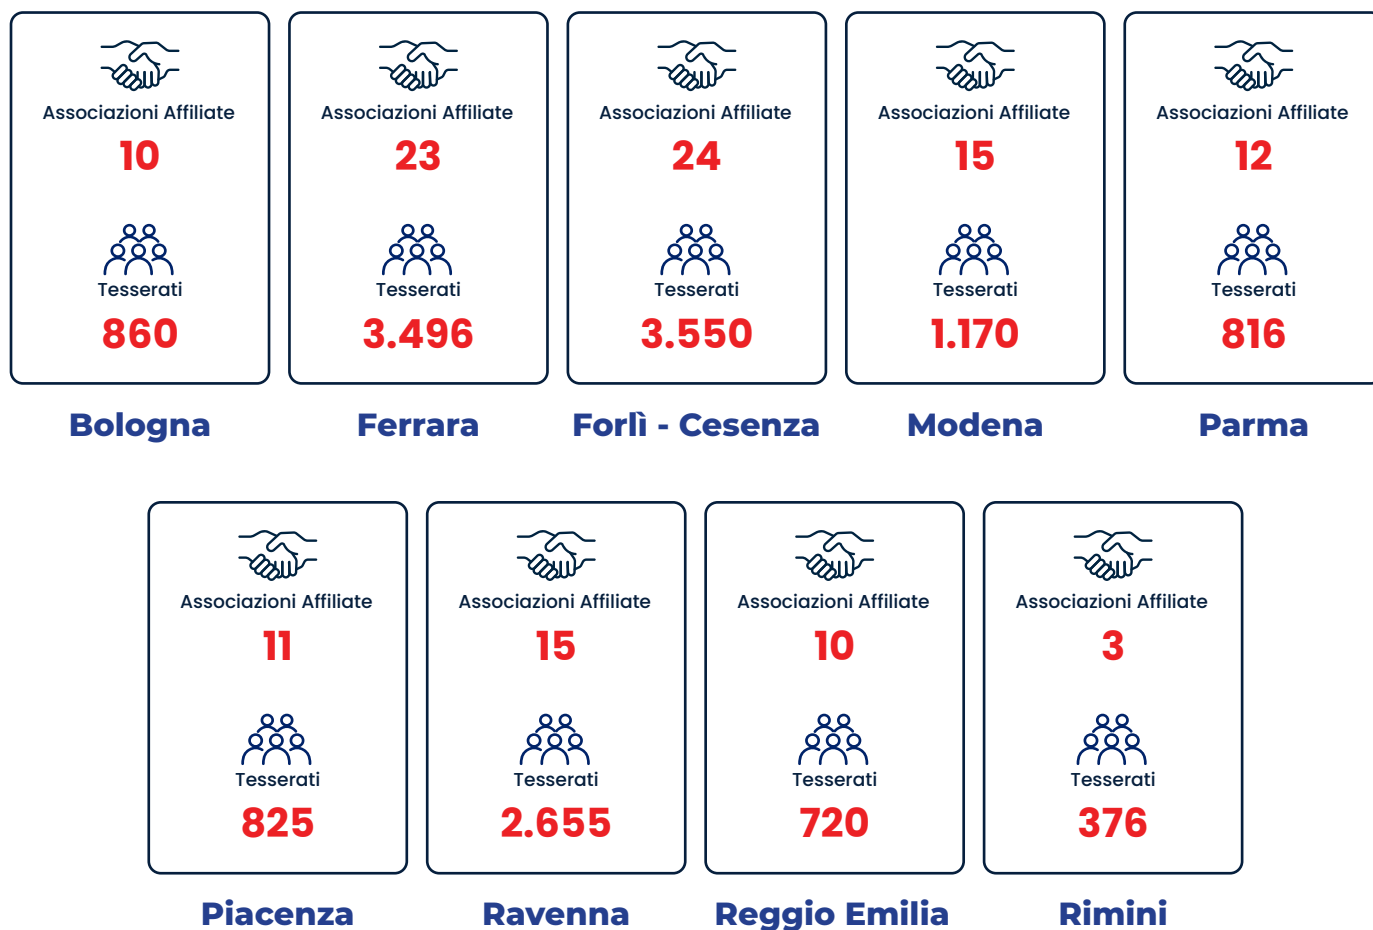 Associazioni Affiliate
10
Tesserati
860
Bologna
Associazioni Affiliate
23
Tesserati
3.496
Ferrara
Associazioni Affiliate
24
Tesserati
3.550
Forlì - Cesenza
Associazioni Affiliate
15
Tesserati
1.170
Modena
Associazioni Affiliate
12
Tesserati
816
Parma
Associazioni Affiliate
11
Tesserati
825
Piacenza
Associazioni Affiliate
15
Tesserati
2.655
Ravenna
Associazioni Affiliate
10
Tesserati
720
Reggio Emilia
Associazioni Affiliate
3
Tesserati
376
Rimini